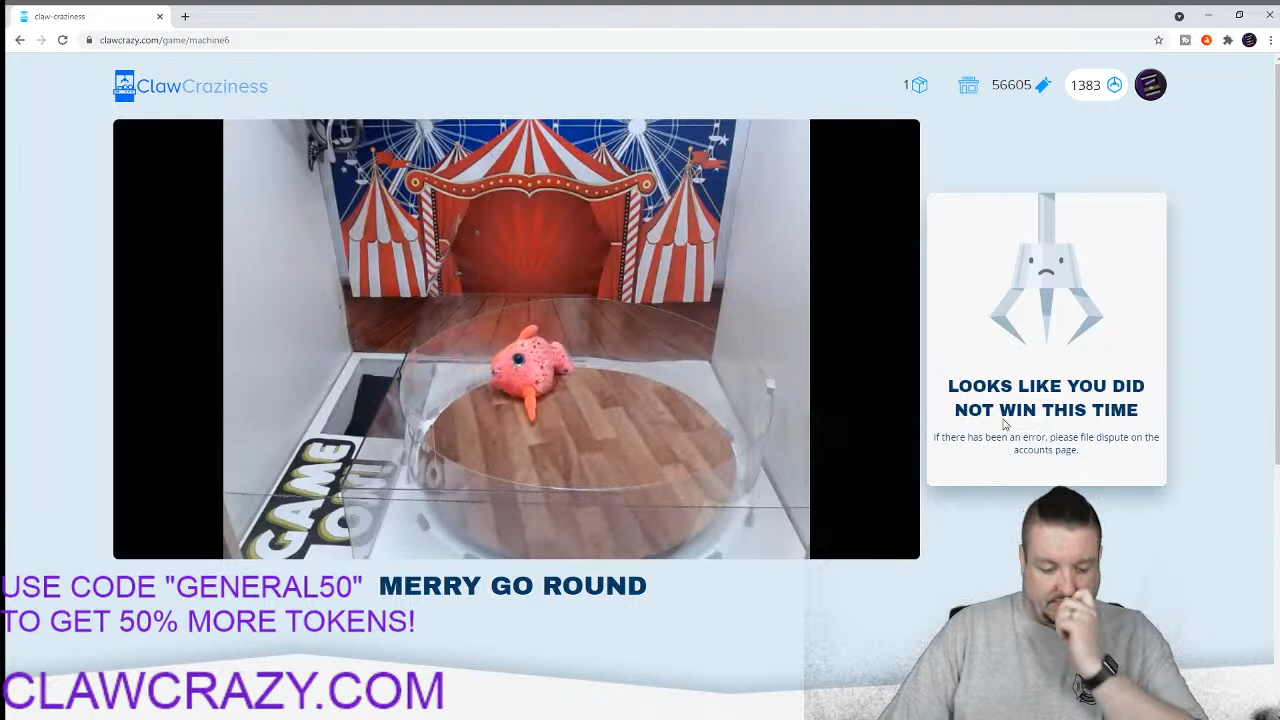 claw-craziness
clawcrazy.com/game/machine6
ClawCraziness
1
56605
1383
GAME
ON!
LOOKS LIKE YOU DID
NOT WIN THIS TIME
If there has been an error, please file dispute on the
accounts page.
USE CODE "GENERAL50"
TO GET 50% MORE TOKENS!
MERRY GO ROUND
CLAWCRAZY.COM